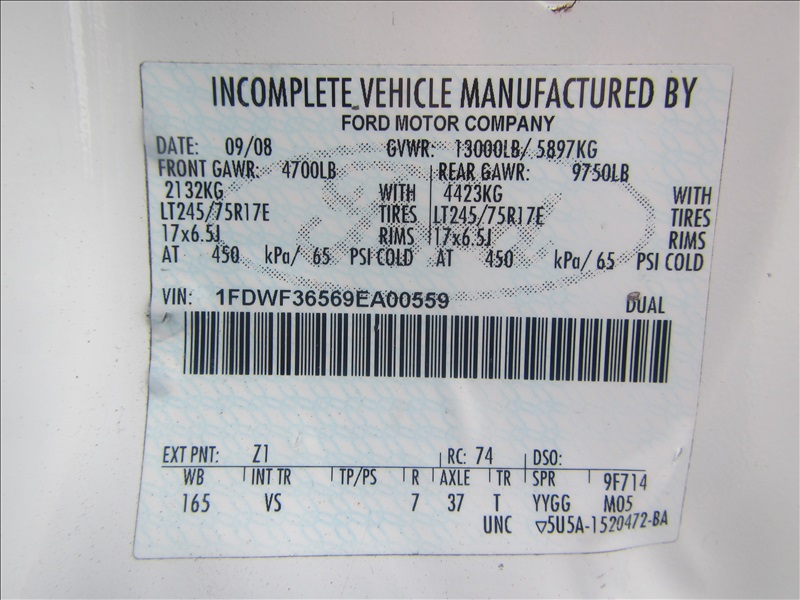 INCOMPLETE VEHICLE MANUFACTURED BY
FORD MOTOR COMPANY
DATE: 09/08 GVWR: 13000LB/ 5897KG
FRONT GAWR: 4700LB REAR GAWR: 9750LB
2132KG WITH 4423KG WITH
LT245/75R17E TIRES LT245/75R17E TIRES
17x6.5J RIMS 17x6.5J RIMS
AT 450 kPa/ 65 PSI COLD AT 450 kPa/ 65 PSI COLD
VIN: 1FDWF36569EA00559 DUAL
EXT PNT: Z1 RC: 74 DSO:
WB INT TR TP/PS R AXLE TR SPR 9F714
165 VS 7 37 T YYGG M05
UNC ▽5U5A-1520472-BA